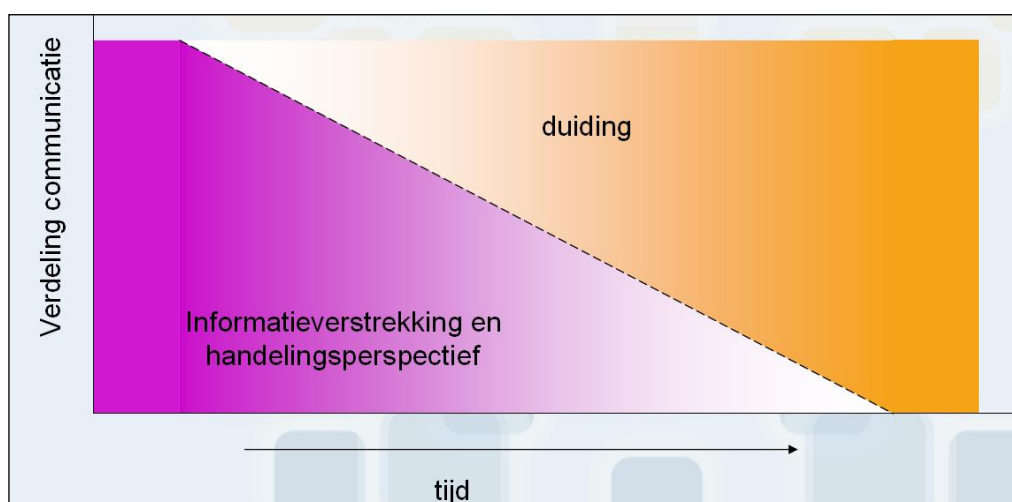 Verdeling communicatie
duiding
Informatieverstrekking en
handelingsperspectief
tijd